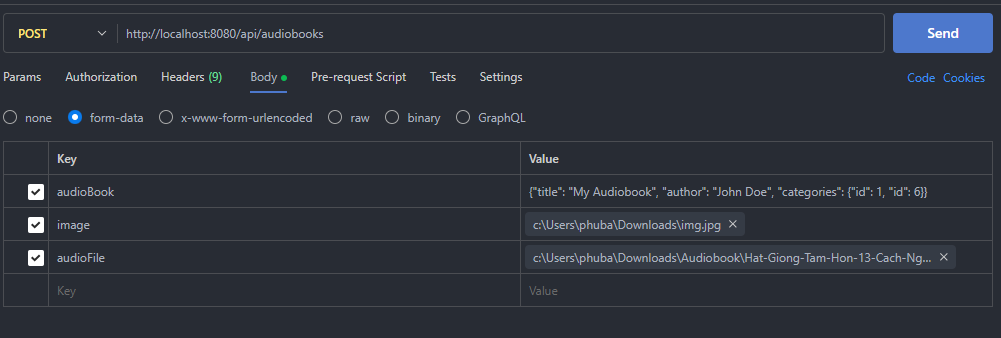 POST http://localhost:8080/api/audiobooks Send
Params Authorization Headers (9) Body Pre-request Script Tests Settings Code Cookies
none form-data x-www-form-urlencoded raw binary GraphQL
Key Value
audioBook {"title": "My Audiobook", "author": "John Doe", "categories": {"id": 1, "id": 6}}
image c:\Users\phuba\Downloads\img.jpg
audioFile c:\Users\phuba\Downloads\Audiobook\Hat-Giong-Tam-Hon-13-Cach-Ng...
Key Value